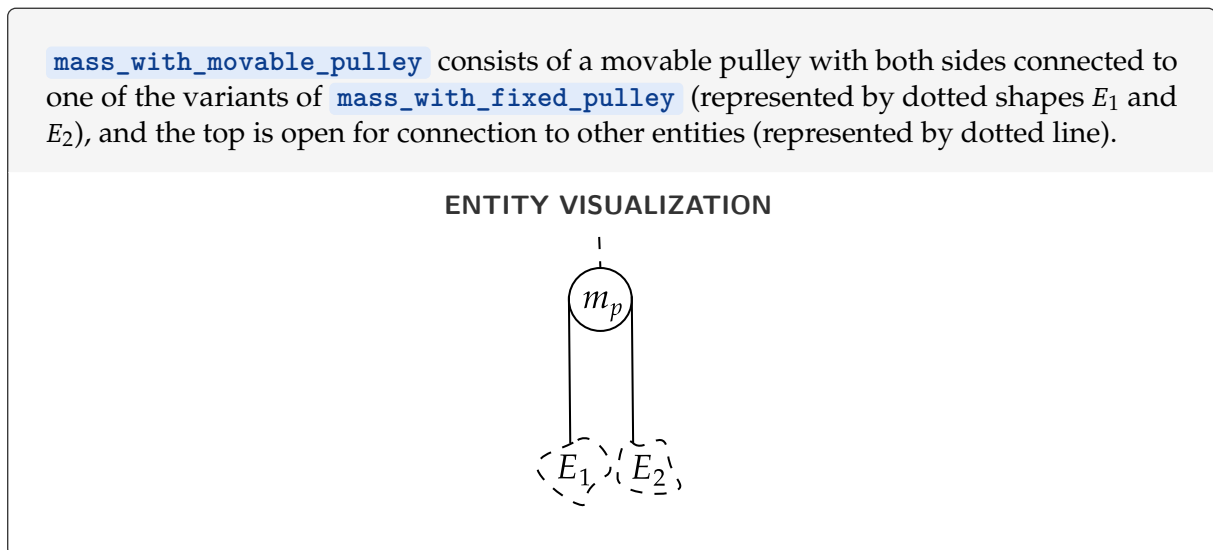 mass_with_movable_pulley consists of a movable pulley with both sides connected to
one of the variants of mass_with_fixed_pulley (represented by dotted shapes E₁ and
E₂), and the top is open for connection to other entities (represented by dotted line).
ENTITY VISUALIZATION
mₚ
E₁ E₂